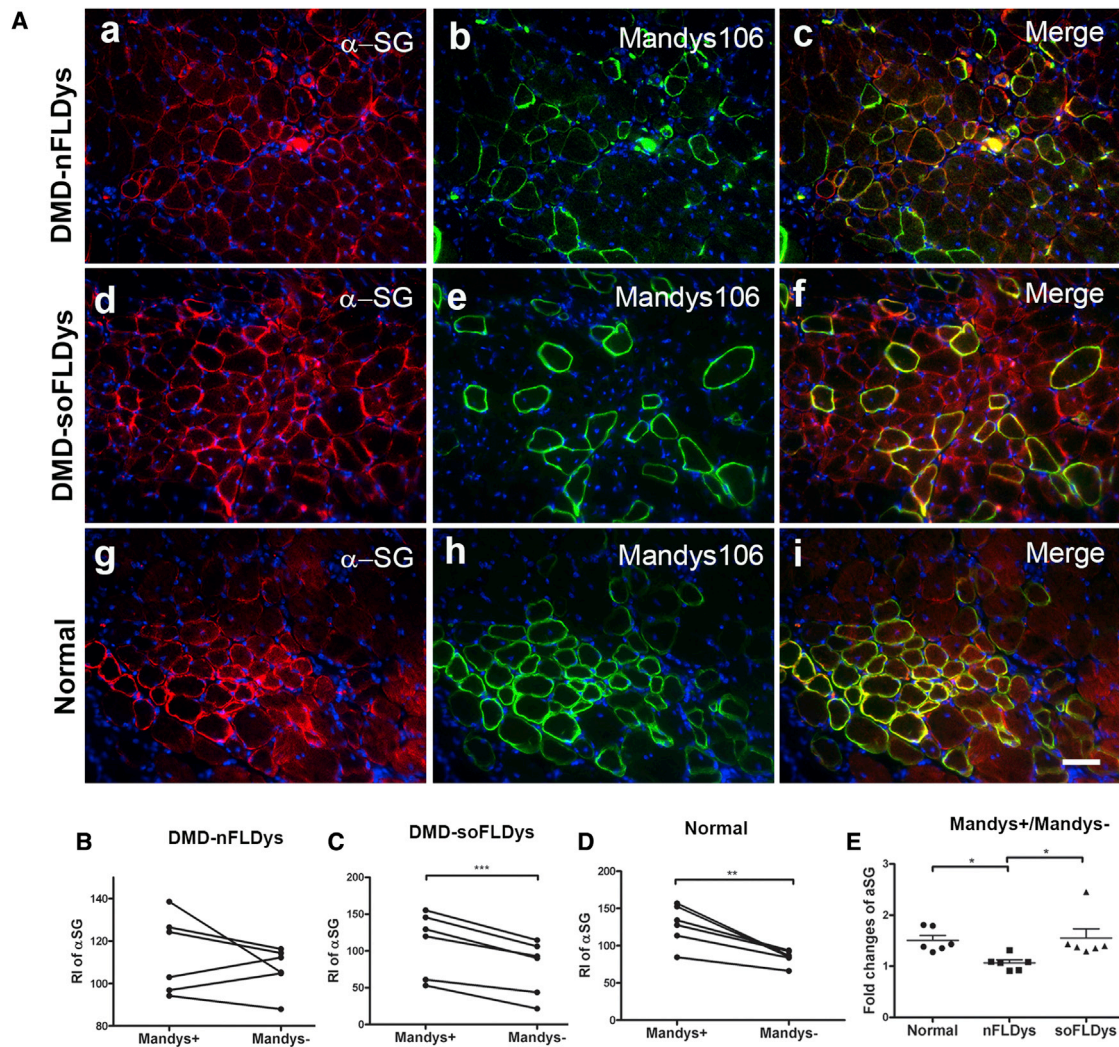 A
DMD-nFLDys
a
α–SG
b
Mandys106
c
Merge
DMD-soFLDys
d
α–SG
e
Mandys106
f
Merge
Normal
g
α–SG
h
Mandys106
i
Merge
B
DMD-nFLDys
RI of αSG
140
120
100
80
Mandys+
Mandys-
C
DMD-soFLDys
RI of αSG
200
150
100
50
0
***
Mandys+
Mandys-
D
Normal
RI of αSG
200
150
100
50
0
**
Mandys+
Mandys-
E
Mandys+/Mandys-
Fold changes of aSG
3
2
1
0
*
*
Normal
nFLDys
soFLDys